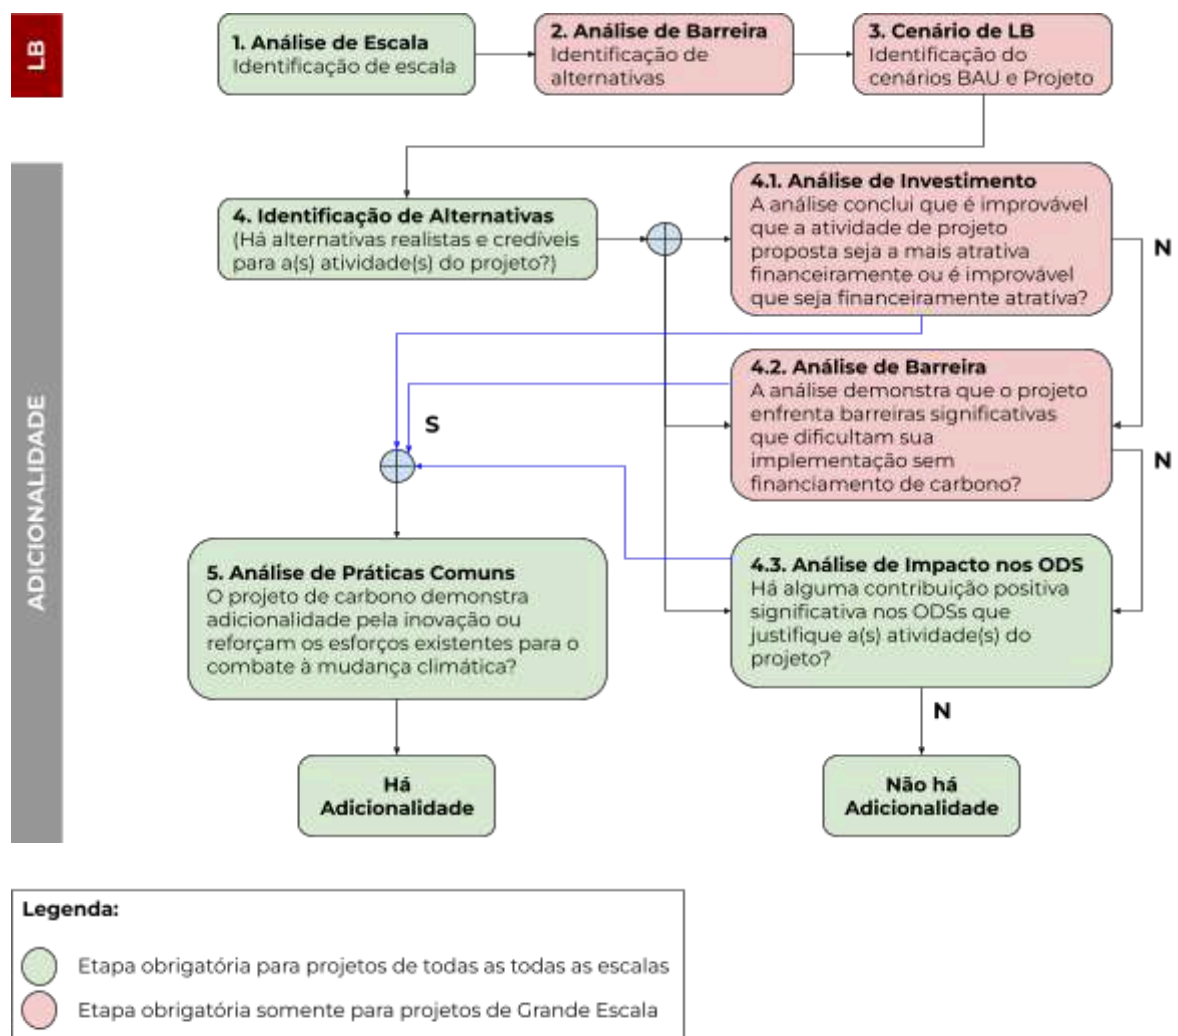 LB
1. Análise de Escala
Identificação de escala
2. Análise de Barreira
Identificação de
alternativas
3. Cenário de LB
Identificação do
cenários BAU e Projeto
ADICIONALIDADE
4. Identificação de Alternativas
(Há alternativas realistas e credíveis
para a(s) atividade(s) do projeto?)
4.1. Análise de Investimento
A análise conclui que é improvável
que a atividade de projeto
proposta seja a mais atrativa
financeiramente ou é improvável
que seja financeiramente atrativa?
N
4.2. Análise de Barreira
A análise demonstra que o projeto
enfrenta barreiras significativas
que dificultam sua
implementação sem
financiamento de carbono?
S
N
5. Análise de Práticas Comuns
O projeto de carbono demonstra
adicionalidade pela inovação ou
reforçam os esforços existentes para o
combate à mudança climática?
4.3. Análise de Impacto nos ODS
Há alguma contribuição positiva
significativa nos ODSs que
justifique a(s) atividade(s) do
projeto?
N
Há
Adicionalidade
Não há
Adicionalidade
Legenda:
Etapa obrigatória para projetos de todas as todas as escalas
Etapa obrigatória somente para projetos de Grande Escala